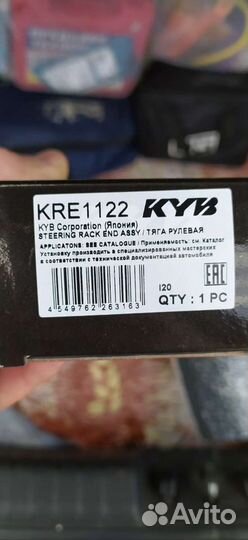 KRE1122 KYB
KYB Corporation (Япония)
STEERING RACK END ASSY / ТЯГА РУЛЕВАЯ
APPLICATONS: SEE CATALOGUE / Применяемость: см. Каталог
Установку производить в специализированных мастерских
в соответствии с технической документацией автомобиля
EAC
I20
4 549762 263163
QTY : 1 PC
Avito